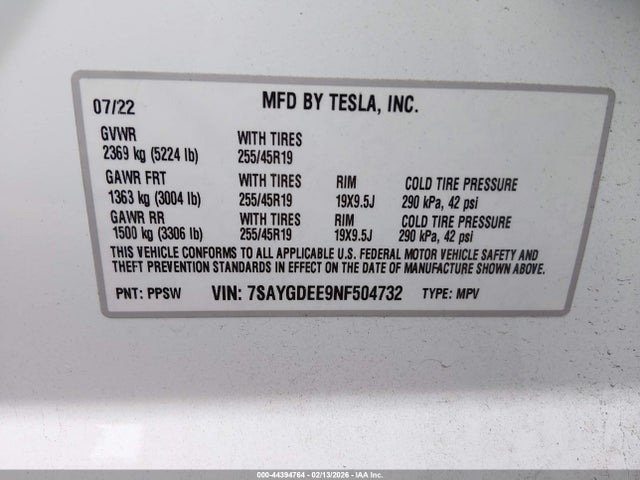 07/22 MFD BY TESLA, INC.
GVWR WITH TIRES
2369 kg (5224 lb) 255/45R19
GAWR FRT WITH TIRES RIM COLD TIRE PRESSURE
1363 kg (3004 lb) 255/45R19 19X9.5J 290 kPa, 42 psi
GAWR RR WITH TIRES RIM COLD TIRE PRESSURE
1500 kg (3306 lb) 255/45R19 19X9.5J 290 kPa, 42 psi
THIS VEHICLE CONFORMS TO ALL APPLICABLE U.S. FEDERAL MOTOR VEHICLE SAFETY AND
THEFT PREVENTION STANDARDS IN EFFECT ON THE DATE OF MANUFACTURE SHOWN ABOVE.
PNT: PPSW VIN: 7SAYGDEE9NF504732 TYPE: MPV
000-44394764 - 02/13/2026 - IAA Inc.